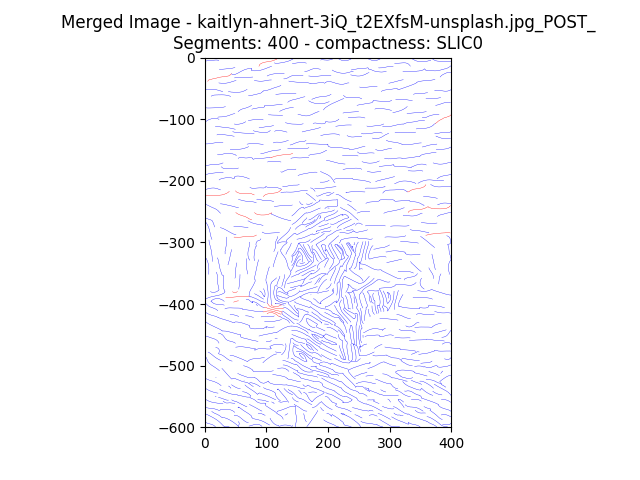 Merged Image - kaitlyn-ahnert-3iQ_t2EXfsM-unsplash.jpg_POST_
Segments: 400 - compactness: SLIC0
0
−100
−200
−300
−400
−500
−600
0 100 200 300 400